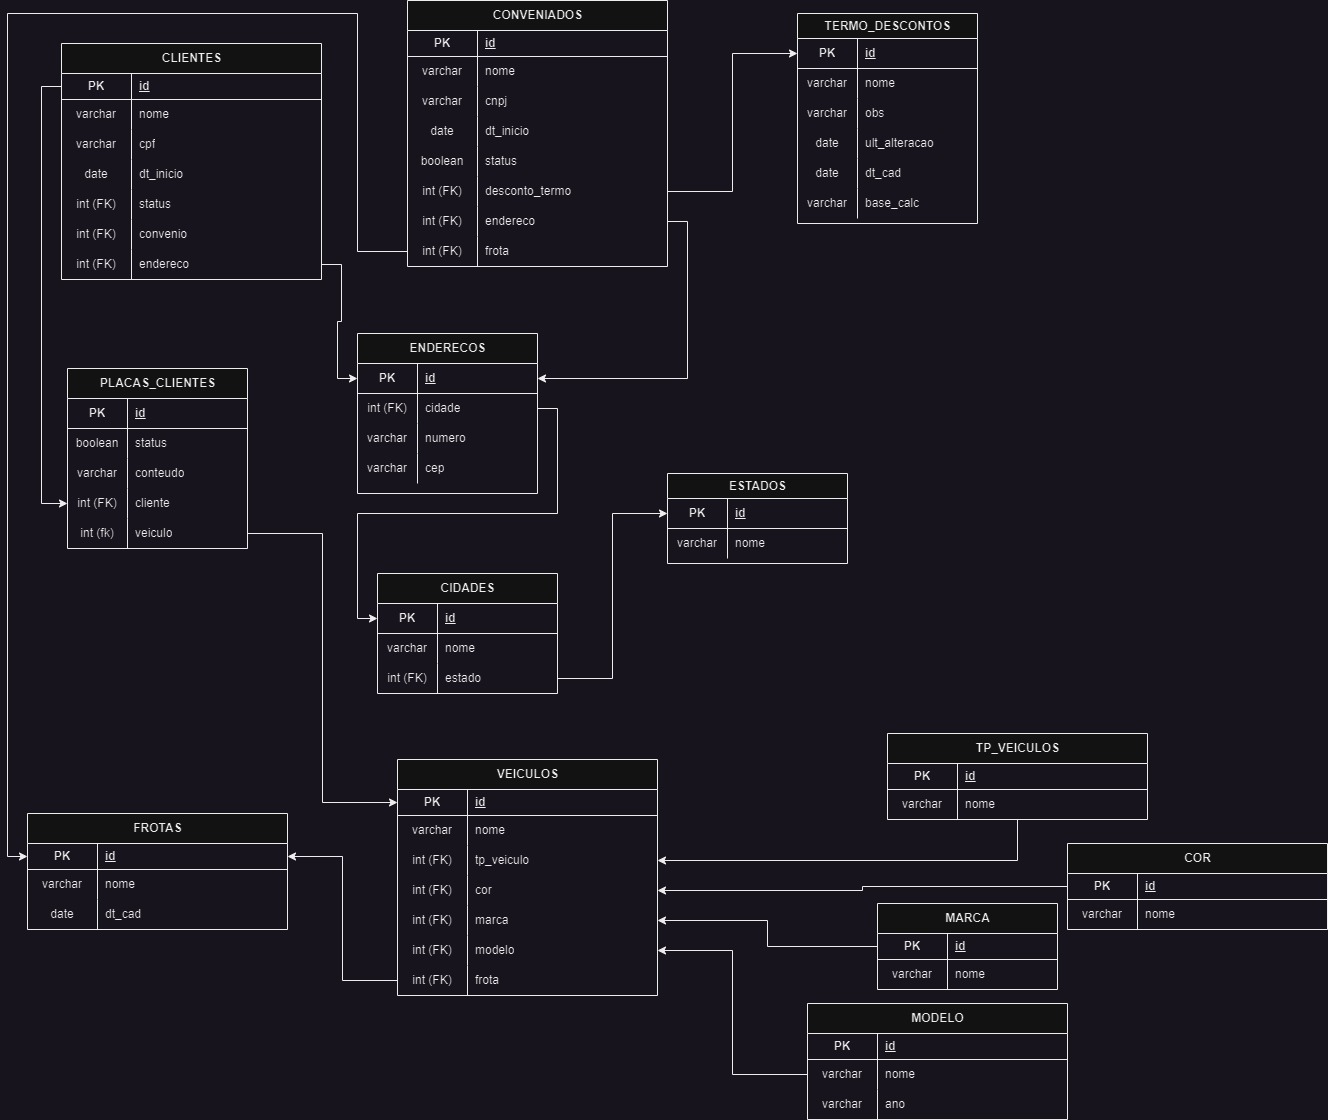 CONVENIADOS
PK id
varchar nome
varchar cnpj
date dt_inicio
boolean status
int (FK) desconto_termo
int (FK) endereco
int (FK) frota
TERMO_DESCONTOS
PK id
varchar nome
varchar obs
date ult_alteracao
date dt_cad
varchar base_calc
CLIENTES
PK id
varchar nome
varchar cpf
date dt_inicio
int (FK) status
int (FK) convenio
int (FK) endereco
ENDERECOS
PK id
int (FK) cidade
varchar numero
varchar cep
PLACAS_CLIENTES
PK id
boolean status
varchar conteudo
int (FK) cliente
int (fk) veiculo
ESTADOS
PK id
varchar nome
CIDADES
PK id
varchar nome
int (FK) estado
TP_VEICULOS
PK id
varchar nome
VEICULOS
PK id
varchar nome
int (FK) tp_veiculo
int (FK) cor
int (FK) marca
int (FK) modelo
int (FK) frota
FROTAS
PK id
varchar nome
date dt_cad
COR
PK id
varchar nome
MARCA
PK id
varchar nome
MODELO
PK id
varchar nome
varchar ano